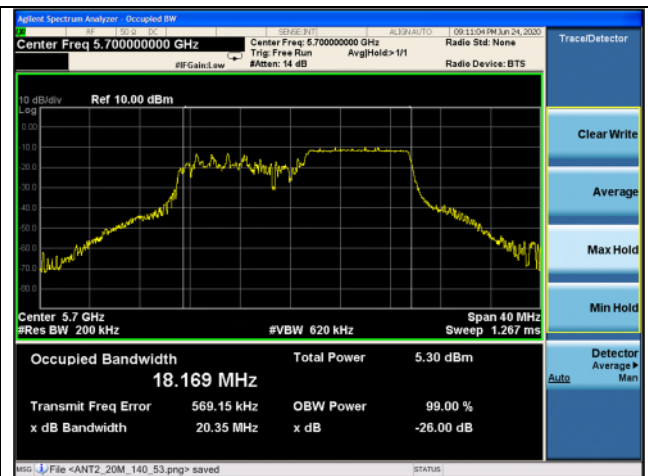 Agilent Spectrum Analyzer - Occupied BW
RF 50 Ω DC SENSE:INT ALIGN AUTO 09:11:04 PM Jun 24, 2020
Center Freq 5.700000000 GHz Center Freq: 5.700000000 GHz Radio Std: None Trace/Detector
Trig: Free Run Avg|Hold:>1/1
#IFGain:Low #Atten: 14 dB Radio Device: BTS
10 dB/div Ref 10.00 dBm
Log
0.00
-10.0
-20.0
-30.0
-40.0
-50.0
-60.0
-70.0
-80.0
Clear Write
Average
Max Hold
Min Hold
Center 5.7 GHz Span 40 MHz
#Res BW 200 kHz #VBW 620 kHz Sweep 1.267 ms
Occupied Bandwidth Total Power 5.30 dBm
18.169 MHz
Transmit Freq Error 569.15 kHz OBW Power 99.00 %
x dB Bandwidth 20.35 MHz x dB -26.00 dB
Detector
Average▶
Auto Man
MSG File <ANT2_20M_140_53.png> saved STATUS